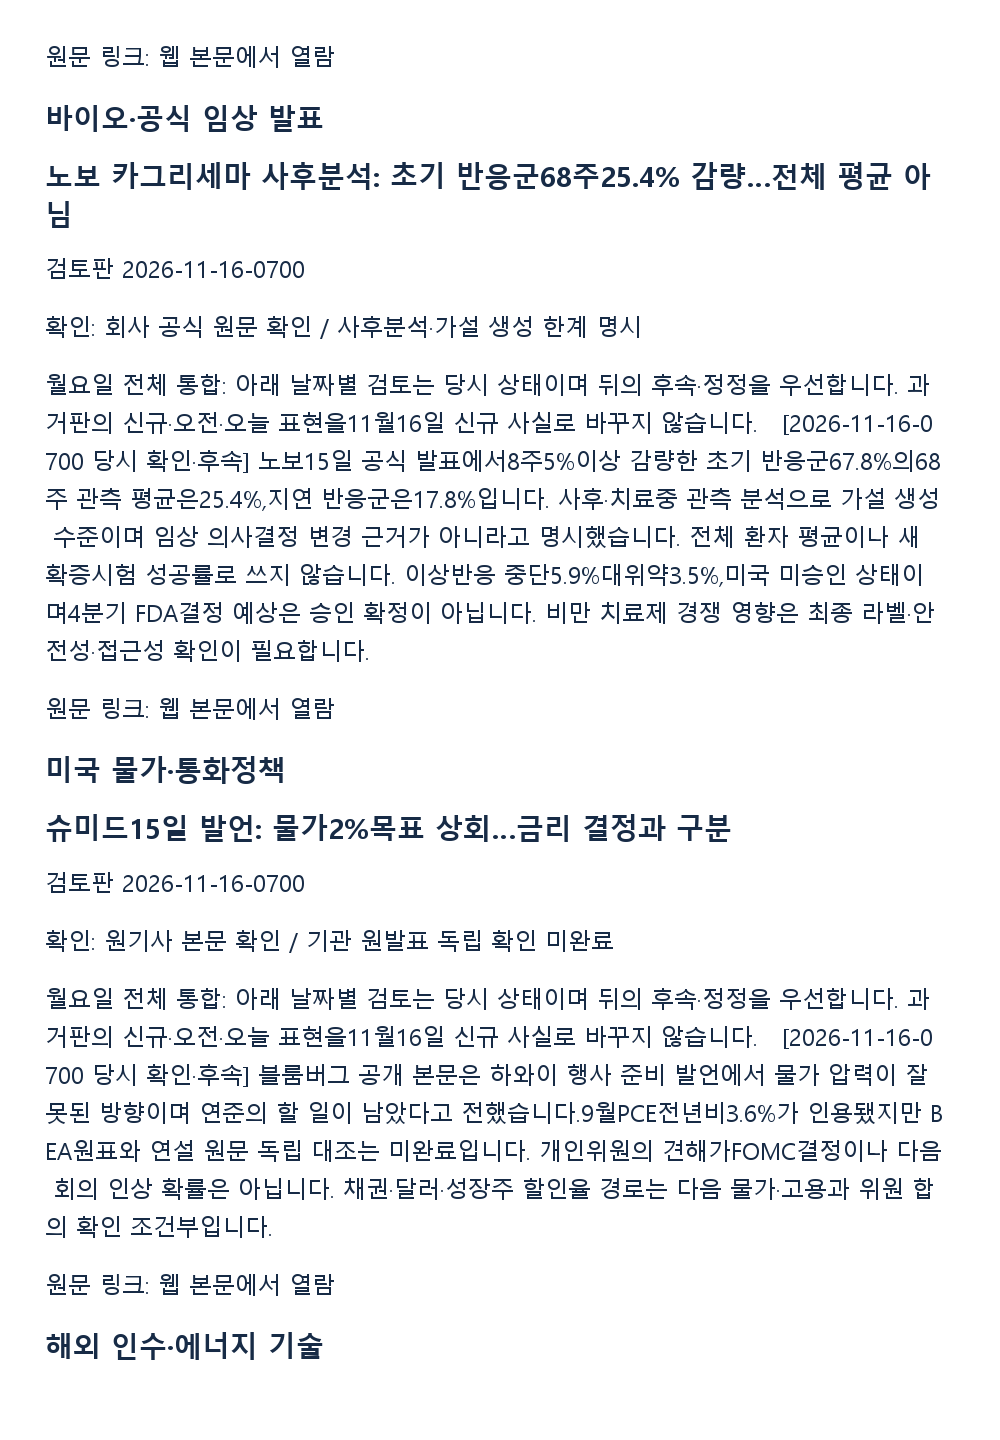 원문 링크: 웹 본문에서 열람
바이오·공식 임상 발표
노보 카그리세마 사후분석: 초기 반응군68주25.4% 감량...전체 평균 아
님
검토판 2026-11-16-0700
확인: 회사 공식 원문 확인 / 사후분석·가설 생성 한계 명시
월요일 전체 통합: 아래 날짜별 검토는 당시 상태이며 뒤의 후속·정정을 우선합니다. 과
거판의 신규·오전·오늘 표현을11월16일 신규 사실로 바꾸지 않습니다. [2026-11-16-0
700 당시 확인·후속] 노보15일 공식 발표에서8주5%이상 감량한 초기 반응군67.8%의68
주 관측 평균은25.4%,지연 반응군은17.8%입니다. 사후·치료중 관측 분석으로 가설 생성
수준이며 임상 의사결정 변경 근거가 아니라고 명시했습니다. 전체 환자 평균이나 새
확증시험 성공률로 쓰지 않습니다. 이상반응 중단5.9%대위약3.5%,미국 미승인 상태이
며4분기 FDA결정 예상은 승인 확정이 아닙니다. 비만 치료제 경쟁 영향은 최종 라벨·안
전성·접근성 확인이 필요합니다.
원문 링크: 웹 본문에서 열람
미국 물가·통화정책
슈미드15일 발언: 물가2%목표 상회...금리 결정과 구분
검토판 2026-11-16-0700
확인: 원기사 본문 확인 / 기관 원발표 독립 확인 미완료
월요일 전체 통합: 아래 날짜별 검토는 당시 상태이며 뒤의 후속·정정을 우선합니다. 과
거판의 신규·오전·오늘 표현을11월16일 신규 사실로 바꾸지 않습니다. [2026-11-16-0
700 당시 확인·후속] 블룸버그 공개 본문은 하와이 행사 준비 발언에서 물가 압력이 잘
못된 방향이며 연준의 할 일이 남았다고 전했습니다.9월PCE전년비3.6%가 인용됐지만 B
EA원표와 연설 원문 독립 대조는 미완료입니다. 개인위원의 견해가FOMC결정이나 다음
회의 인상 확률은 아닙니다. 채권·달러·성장주 할인율 경로는 다음 물가·고용과 위원 합
의 확인 조건부입니다.
원문 링크: 웹 본문에서 열람
해외 인수·에너지 기술